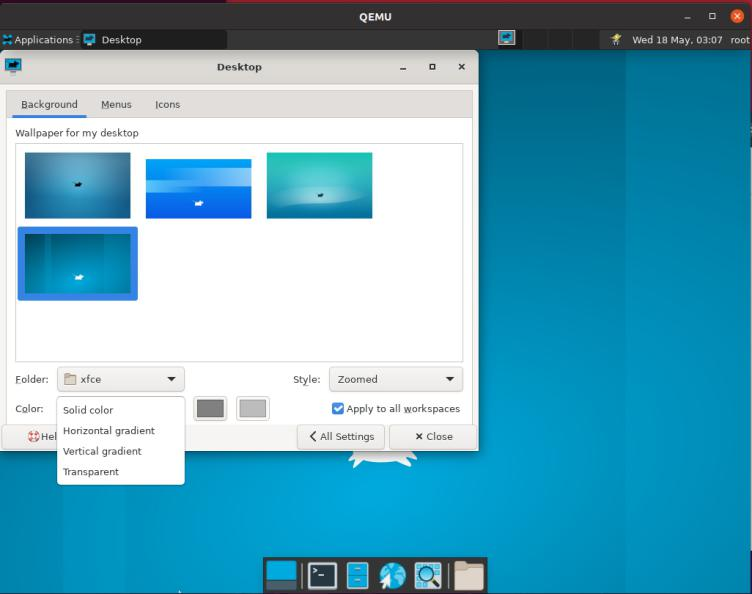 QEMU
Applications Desktop Wed 18 May, 03:07 root
Desktop
Background Menus Icons
Wallpaper for my desktop
Folder: xfce Style: Zoomed
Color: Apply to all workspaces
Solid color
Horizontal gradient
Vertical gradient
Transparent
All Settings Close